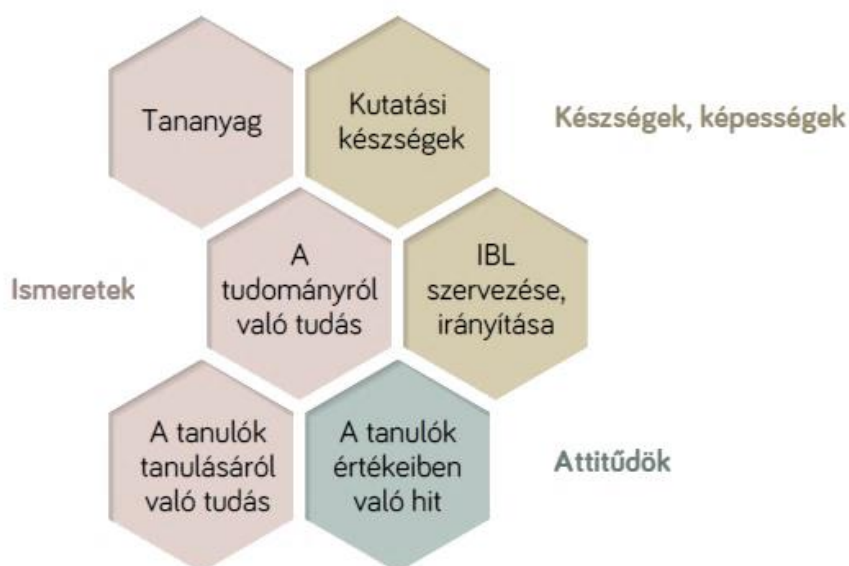 Tananyag
Kutatási
készségek
Készségek, képességek
Ismeretek
A
tudományról
való tudás
IBL
szervezése,
irányítása
A tanulók
tanulásáról
való tudás
A tanulók
értékeiben
való hit
Attitűdök